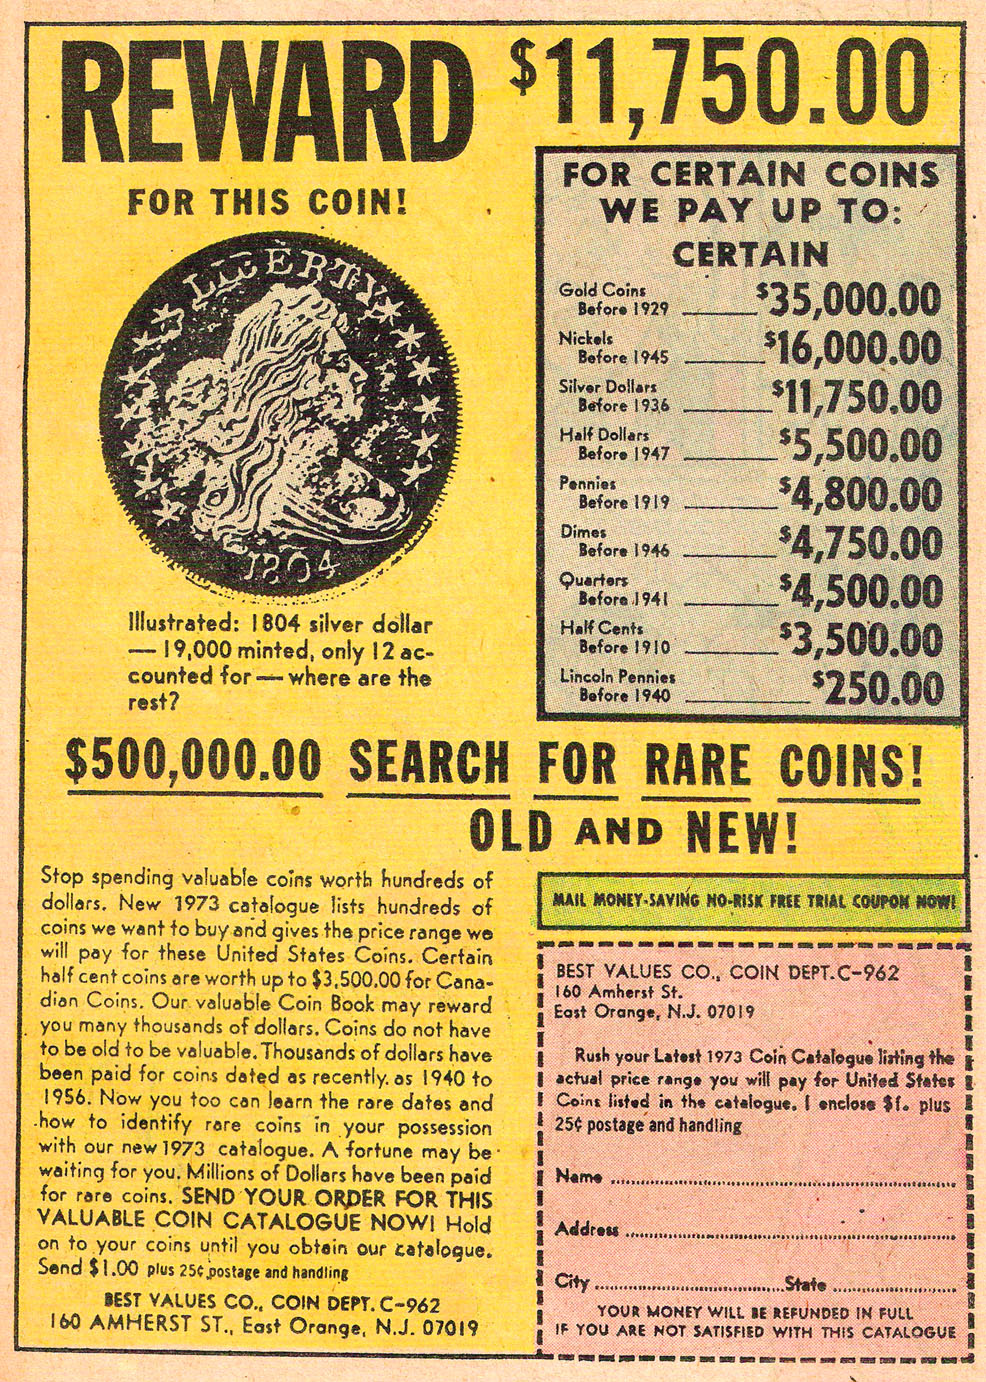 REWARD $11,750.00
FOR THIS COIN!
LIBERTY
1804
Illustrated: 1804 silver dollar
— 19,000 minted, only 12 ac-
counted for — where are the
rest?
FOR CERTAIN COINS
WE PAY UP TO:
CERTAIN
Gold Coins
Before 1929 $35,000.00
Nickels
Before 1945 $16,000.00
Silver Dollars
Before 1936 $11,750.00
Half Dollars
Before 1947 $5,500.00
Pennies
Before 1919 $4,800.00
Dimes
Before 1946 $4,750.00
Quarters
Before 1941 $4,500.00
Half Cents
Before 1910 $3,500.00
Lincoln Pennies
Before 1940 $250.00
$500,000.00 SEARCH FOR RARE COINS!
OLD AND NEW!
Stop spending valuable coins worth hundreds of
dollars. New 1973 catalogue lists hundreds of
coins we want to buy and gives the price range we
will pay for these United States Coins. Certain
half cent coins are worth up to $3,500.00 for Cana-
dian Coins. Our valuable Coin Book may reward
you many thousands of dollars. Coins do not have
to be old to be valuable. Thousands of dollars have
been paid for coins dated as recently. as 1940 to
1956. Now you too can learn the rare dates and
how to identify rare coins in your possession
with our new 1973 catalogue. A fortune may be
waiting for you. Millions of Dollars have been paid
for rare coins. SEND YOUR ORDER FOR THIS
VALUABLE COIN CATALOGUE NOW! Hold
on to your coins until you obtain our catalogue.
Send $1.00 plus 25¢ postage and handling
BEST VALUES CO., COIN DEPT. C-962
160 AMHERST ST., East Orange, N.J. 07019
MAIL MONEY-SAVING NO-RISK FREE TRIAL COUPON NOW!
BEST VALUES CO., COIN DEPT. C-962
160 Amherst St.
East Orange, N.J. 07019
Rush your Latest 1973 Coin Catalogue listing the
actual price range you will pay for United States
Coins listed in the catalogue. I enclose $1. plus
25¢ postage and handling
Name
Address
City State
YOUR MONEY WILL BE REFUNDED IN FULL
IF YOU ARE NOT SATISFIED WITH THIS CATALOGUE